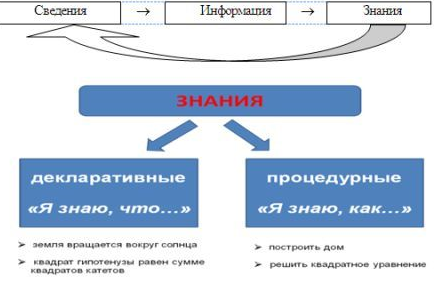 Сведения → Информация → Знания
ЗНАНИЯ
декларативные
«Я знаю, что...»
процедурные
«Я знаю, как...»
земля вращается вокруг солнца
квадрат гипотенузы равен сумме
квадратов катетов
построить дом
решить квадратное уравнение